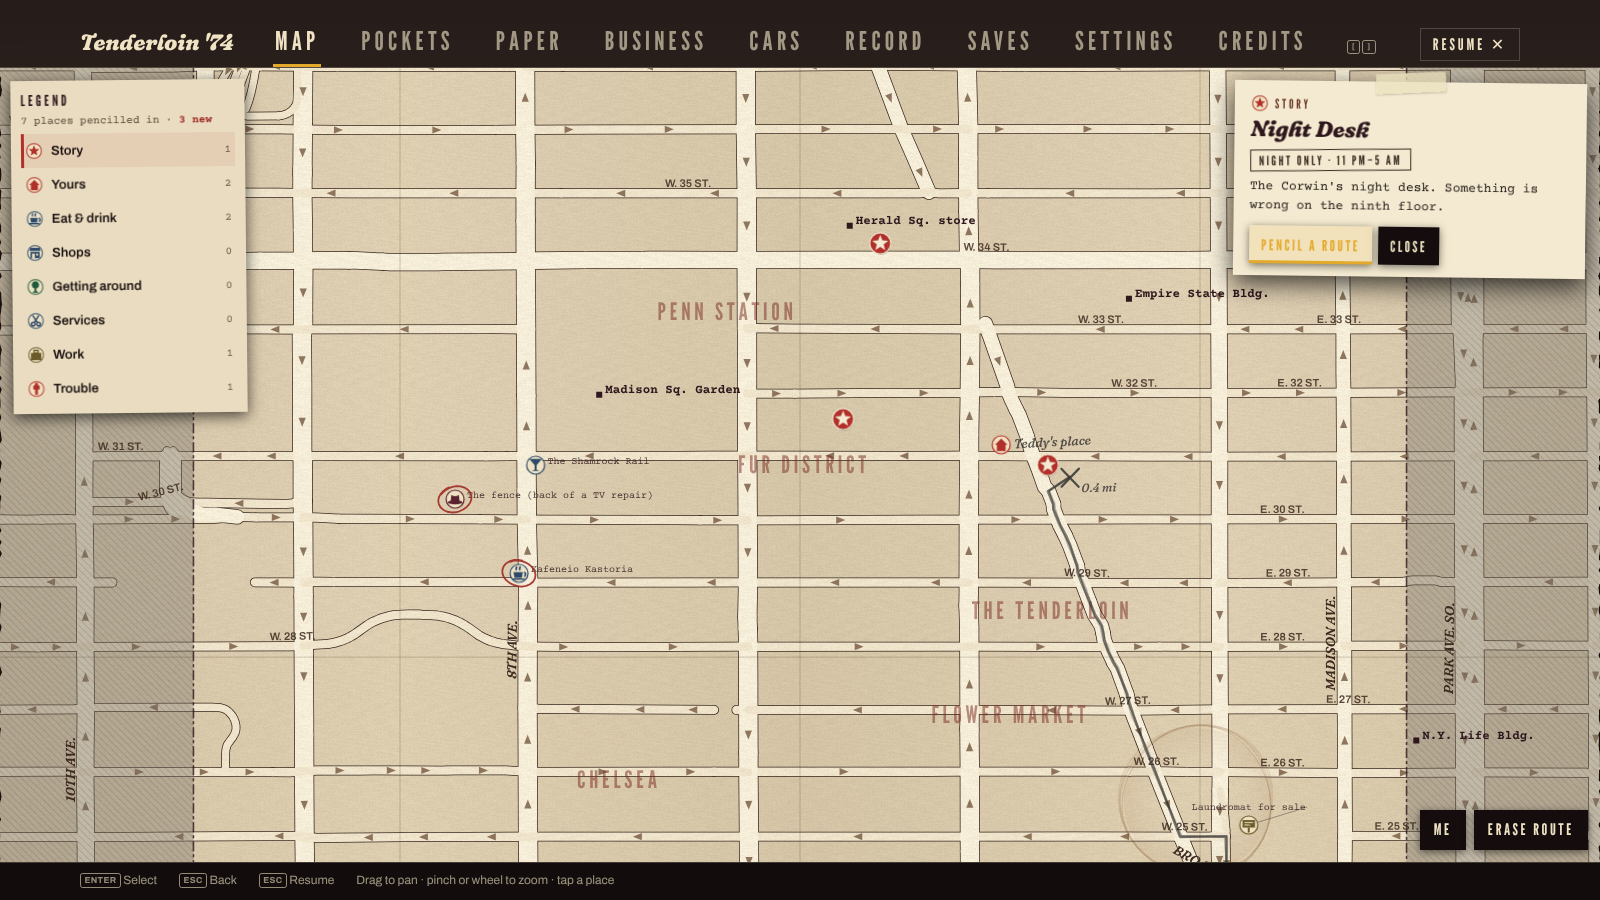 Tenderloin '74
MAP
POCKETS
PAPER
BUSINESS
CARS
RECORD
SAVES
SETTINGS
CREDITS
[ ]
RESUME ✕
LEGEND
7 places pencilled in · 3 new
Story 1
Yours 2
Eat & drink 2
Shops 0
Getting around 0
Services 0
Work 1
Trouble 1
STORY
Night Desk
NIGHT ONLY · 11 PM–5 AM
The Corwin's night desk. Something is
wrong on the ninth floor.
PENCIL A ROUTE
CLOSE
W. 35 ST.
Herald Sq. store
W. 34 ST.
Empire State Bldg.
PENN STATION
W. 33 ST.
E. 33 ST.
Madison Sq. Garden
W. 32 ST.
E. 32 ST.
W. 31 ST.
Teddy's place
The Shamrock Rail
FUR DISTRICT
0.4 mi
W. 30 ST.
The fence (back of a TV repair)
E. 30 ST.
Kafeneio Kastoria
W. 29 ST.
E. 29 ST.
THE TENDERLOIN
W. 28 ST.
8TH AVE.
E. 28 ST.
MADISON AVE.
PARK AVE. SO.
W. 27 ST.
E. 27 ST.
FLOWER MARKET
N.Y. Life Bldg.
10TH AVE.
CHELSEA
W. 26 ST.
E. 26 ST.
Laundromat for sale
W. 25 ST.
E. 25 ST.
BRO
ME
ERASE ROUTE
ENTER Select
ESC Back
ESC Resume
Drag to pan · pinch or wheel to zoom · tap a place